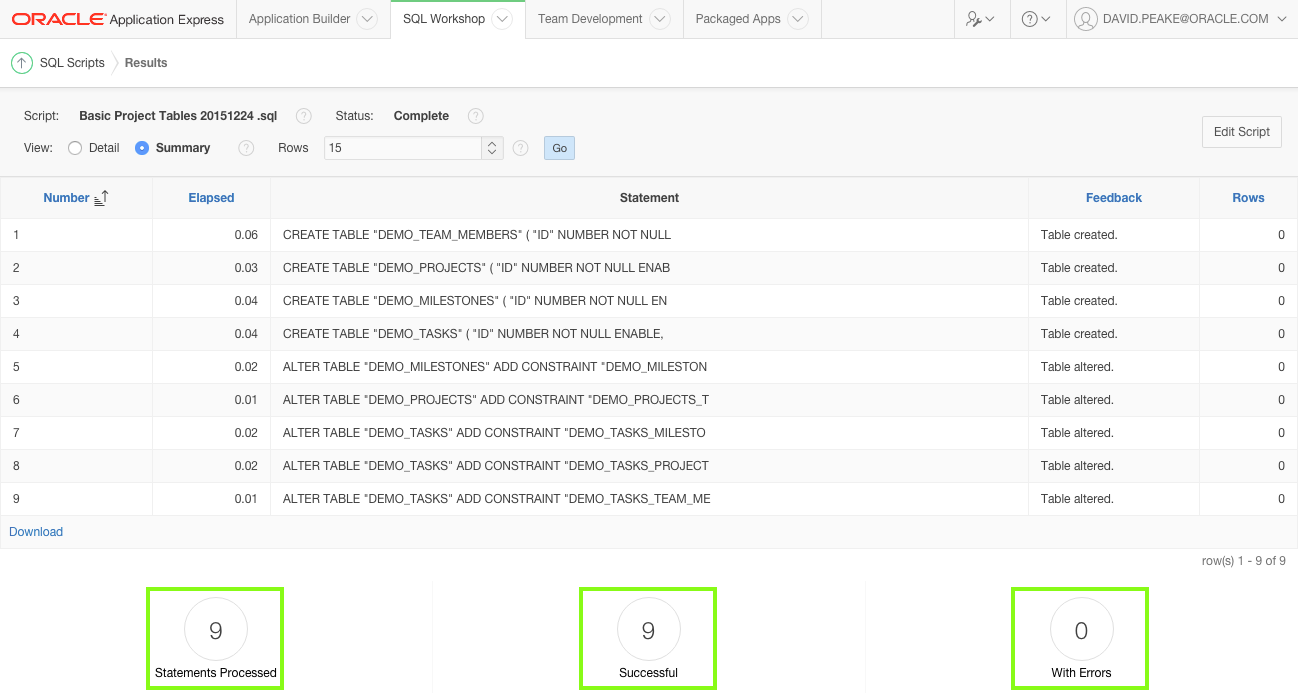 ORACLE Application Express Application Builder SQL Workshop Team Development Packaged Apps ? DAVID.PEAKE@ORACLE.COM
SQL Scripts Results
Script: Basic Project Tables 20151224 .sql ? Status: Complete ?
Edit Script
View: Detail Summary ? Rows 15 ? Go
Number Elapsed Statement Feedback Rows
1 0.06 CREATE TABLE "DEMO_TEAM_MEMBERS" ( "ID" NUMBER NOT NULL Table created. 0
2 0.03 CREATE TABLE "DEMO_PROJECTS" ( "ID" NUMBER NOT NULL ENAB Table created. 0
3 0.04 CREATE TABLE "DEMO_MILESTONES" ( "ID" NUMBER NOT NULL EN Table created. 0
4 0.04 CREATE TABLE "DEMO_TASKS" ( "ID" NUMBER NOT NULL ENABLE, Table created. 0
5 0.02 ALTER TABLE "DEMO_MILESTONES" ADD CONSTRAINT "DEMO_MILESTON Table altered. 0
6 0.01 ALTER TABLE "DEMO_PROJECTS" ADD CONSTRAINT "DEMO_PROJECTS_T Table altered. 0
7 0.02 ALTER TABLE "DEMO_TASKS" ADD CONSTRAINT "DEMO_TASKS_MILESTO Table altered. 0
8 0.02 ALTER TABLE "DEMO_TASKS" ADD CONSTRAINT "DEMO_TASKS_PROJECT Table altered. 0
9 0.01 ALTER TABLE "DEMO_TASKS" ADD CONSTRAINT "DEMO_TASKS_TEAM_ME Table altered. 0
Download
row(s) 1 - 9 of 9
9 9 0
Statements Processed Successful With Errors